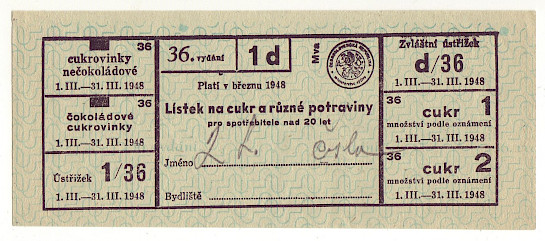 36
cukrovinky
nečokoládové
1. III.—31. III. 1948
36
čokoládové
cukrovinky
1. III.—31. III. 1948
Ústřižek 1/36
1. III.—31. III. 1948
36. vydání 1d Mva
Platí v březnu 1948
Lístek na cukr a různé potraviny
pro spotřebitele nad 20 let
Jméno
Bydliště
Zvláštní ústřižek
d/36
1. III.—31. III. 1948
36 cukr 1
množství podle oznámení
1. III.—31. III. 1948
36 cukr 2
množství podle oznámení
1. III.—31. III. 1948